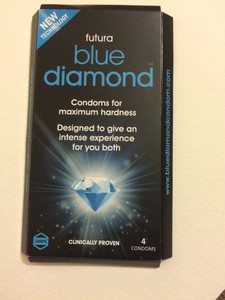 NEW
TECHNOLOGY
futura
blue
diamond™
Condoms for
maximum hardness
Designed to give an
intense experience
for you both
CLINICALLY PROVEN
4
CONDOMS
www.bluediamondcondom.com